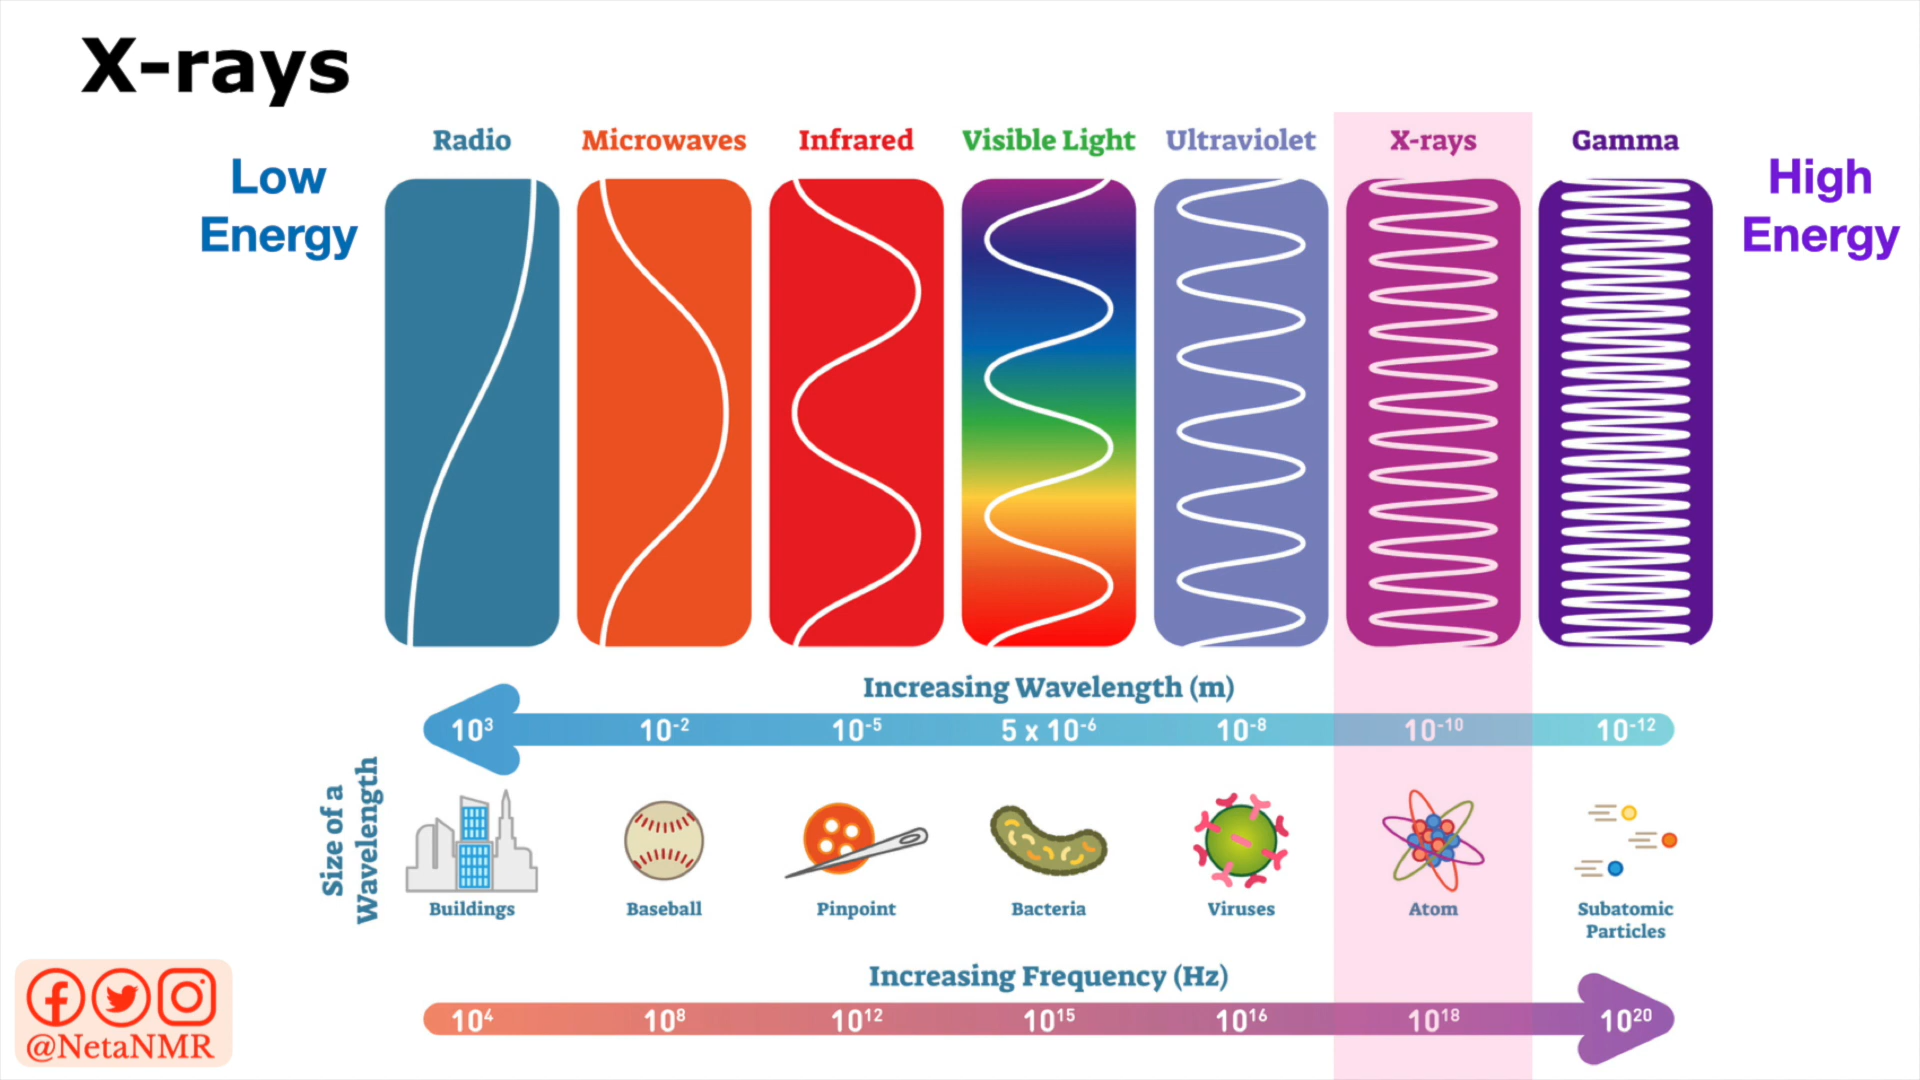 X-rays
Radio Microwaves Infrared Visible Light Ultraviolet X-rays Gamma
Low
Energy
High
Energy
Increasing Wavelength (m)
10³ 10⁻² 10⁻⁵ 5 x 10⁻⁶ 10⁻⁸ 10⁻¹⁰ 10⁻¹²
Size of a
Wavelength
Buildings Baseball Pinpoint Bacteria Viruses Atom Subatomic
Particles
Increasing Frequency (Hz)
10⁴ 10⁸ 10¹² 10¹⁵ 10¹⁶ 10¹⁸ 10²⁰
@NetaNMR